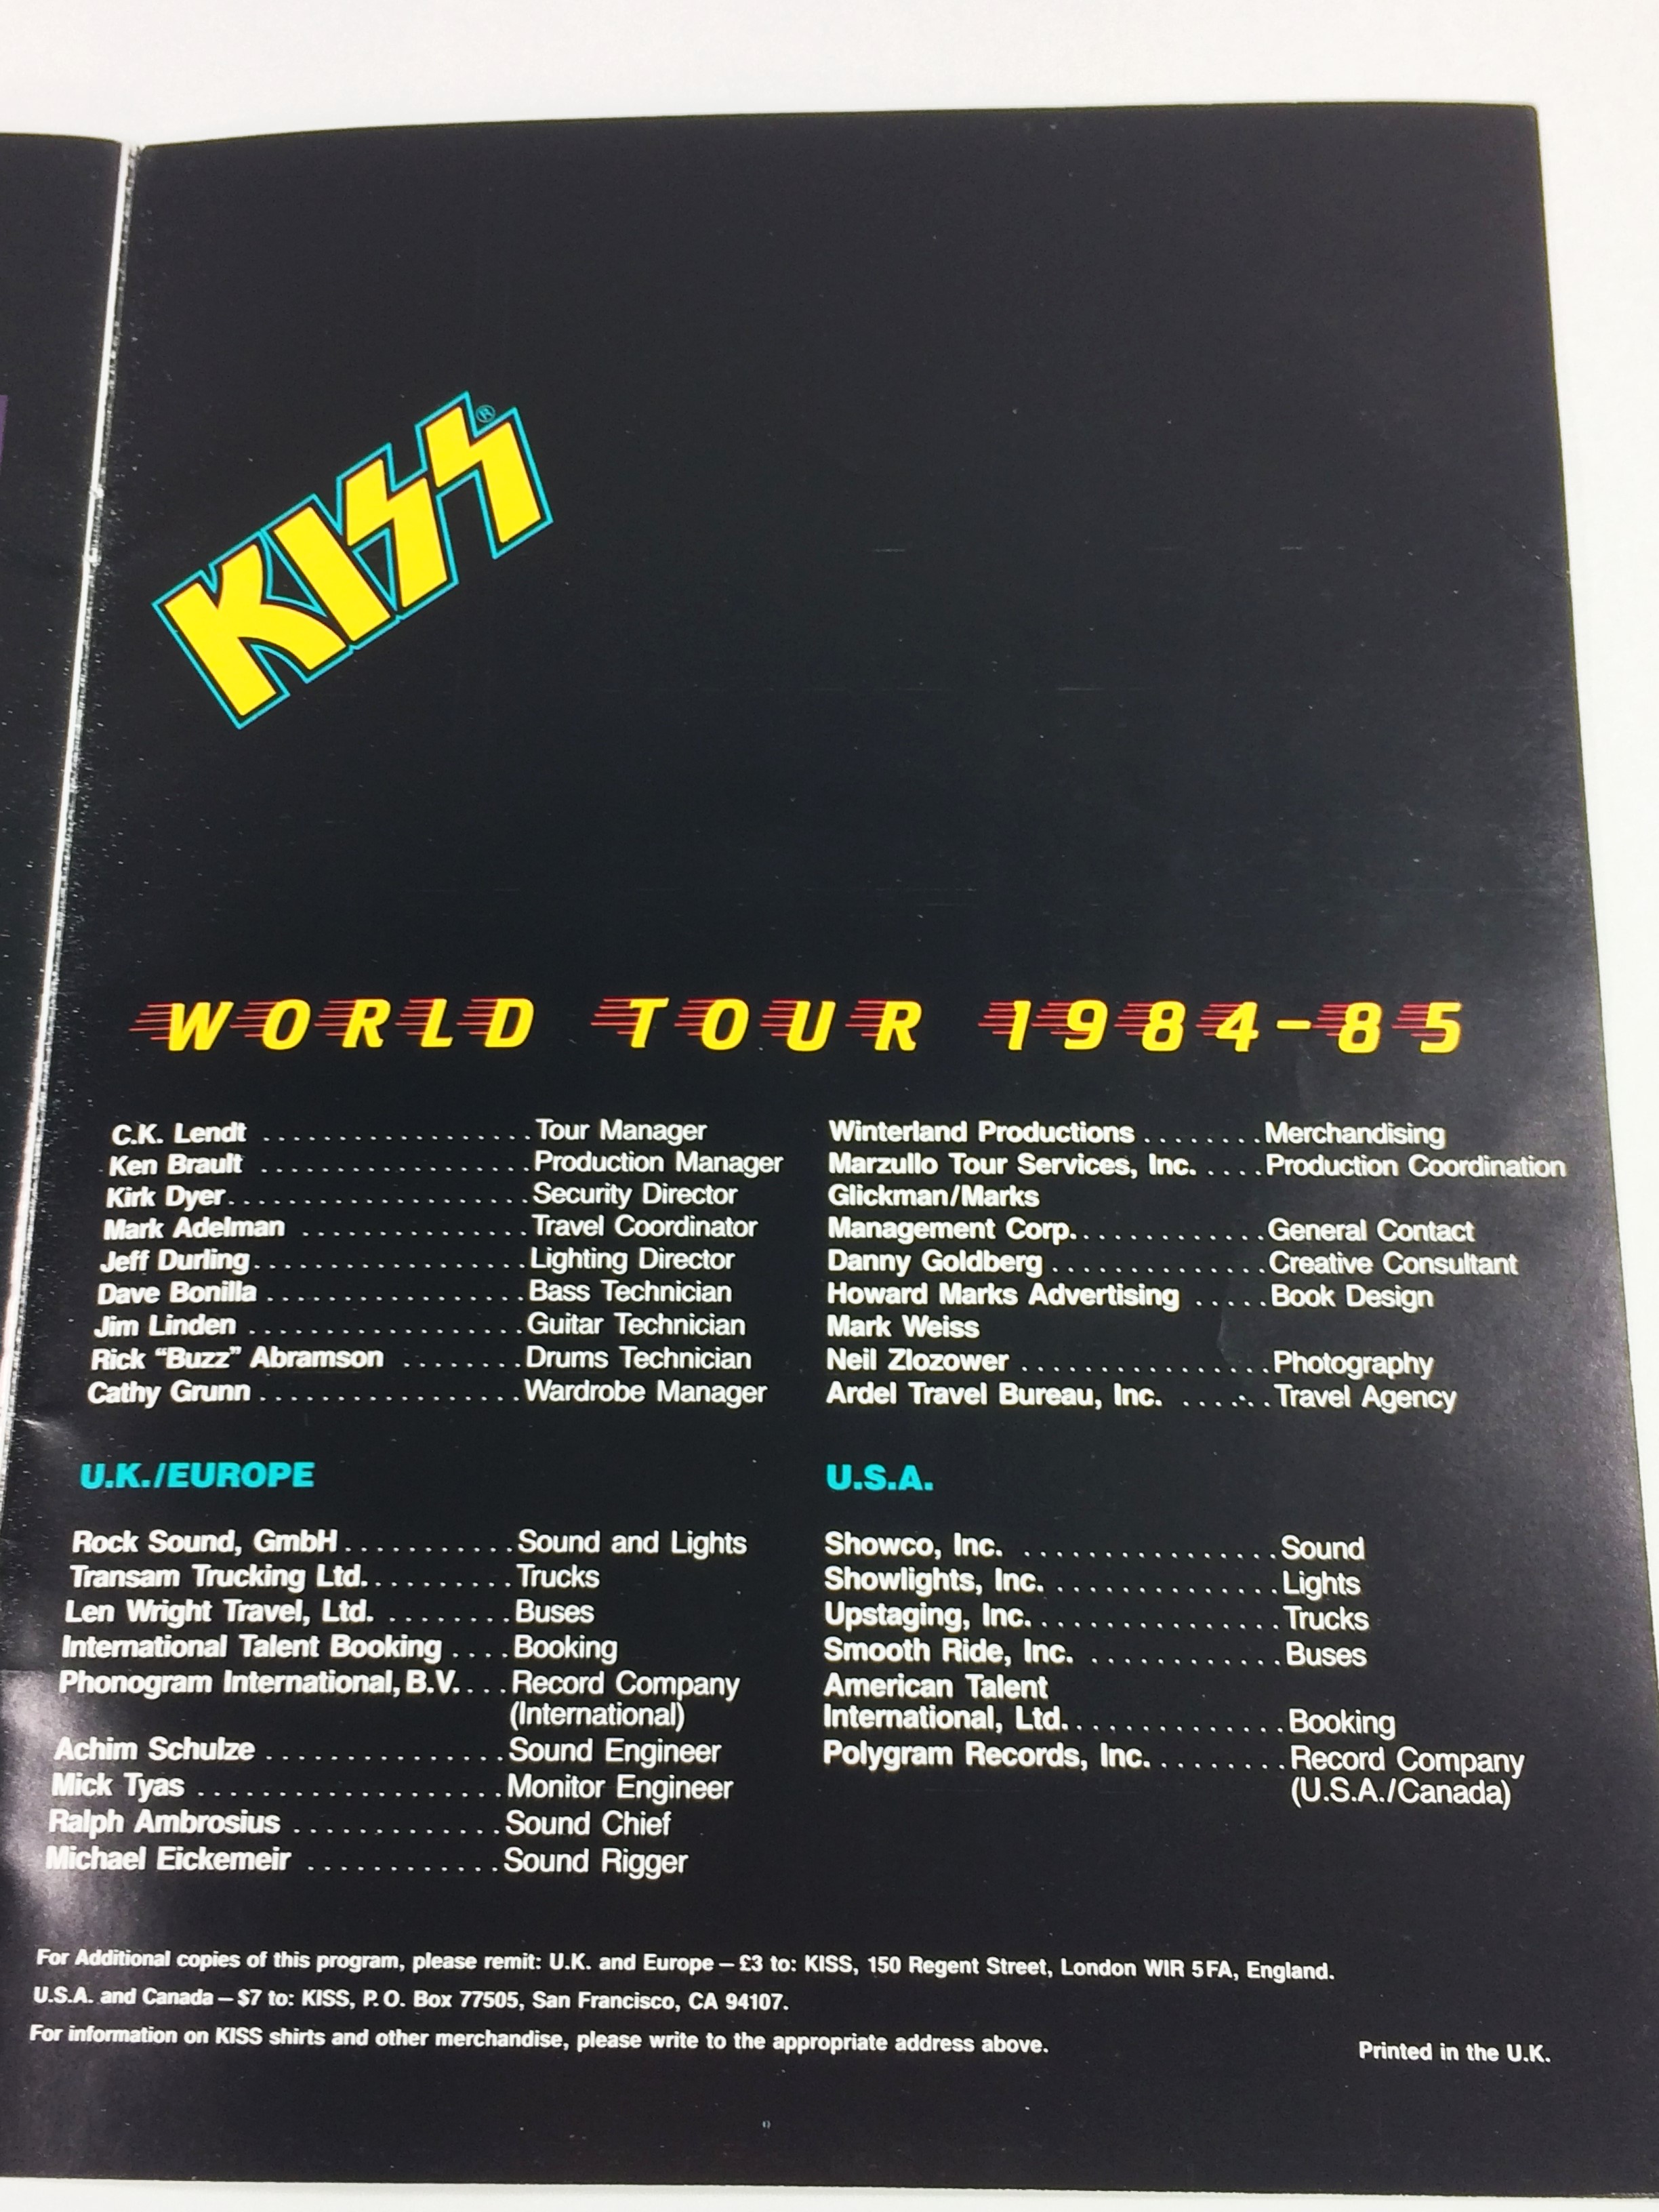 KISS®
WORLD TOUR 1984-85
C.K. Lendt ..................Tour Manager
Ken Brault ..................Production Manager
Kirk Dyer....................Security Director
Mark Adelman ...............Travel Coordinator
Jeff Durling..................Lighting Director
Dave Bonilla .................Bass Technician
Jim Linden ..................Guitar Technician
Rick “Buzz” Abramson ........Drums Technician
Cathy Grunn ..................Wardrobe Manager
Winterland Productions ........Merchandising
Marzullo Tour Services, Inc. .....Production Coordination
Glickman/Marks
Management Corp..............General Contact
Danny Goldberg ...............Creative Consultant
Howard Marks Advertising .....Book Design
Mark Weiss
Neil Zlozower .................Photography
Ardel Travel Bureau, Inc. .......Travel Agency
U.K./EUROPE
Rock Sound, GmbH ...........Sound and Lights
Transam Trucking Ltd..........Trucks
Len Wright Travel, Ltd. ........Buses
International Talent Booking ....Booking
Phonogram International, B.V....Record Company
(International)
Achim Schulze ................Sound Engineer
Mick Tyas ....................Monitor Engineer
Ralph Ambrosius ..............Sound Chief
Michael Eickemeir .............Sound Rigger
U.S.A.
Showco, Inc. .................Sound
Showlights, Inc. ...............Lights
Upstaging, Inc..................Trucks
Smooth Ride, Inc. .............Buses
American Talent
International, Ltd...............Booking
Polygram Records, Inc..........Record Company
(U.S.A./Canada)
For Additional copies of this program, please remit: U.K. and Europe – £3 to: KISS, 150 Regent Street, London WIR 5FA, England.
U.S.A. and Canada – $7 to: KISS, P.O. Box 77505, San Francisco, CA 94107.
For information on KISS shirts and other merchandise, please write to the appropriate address above.
Printed in the U.K.